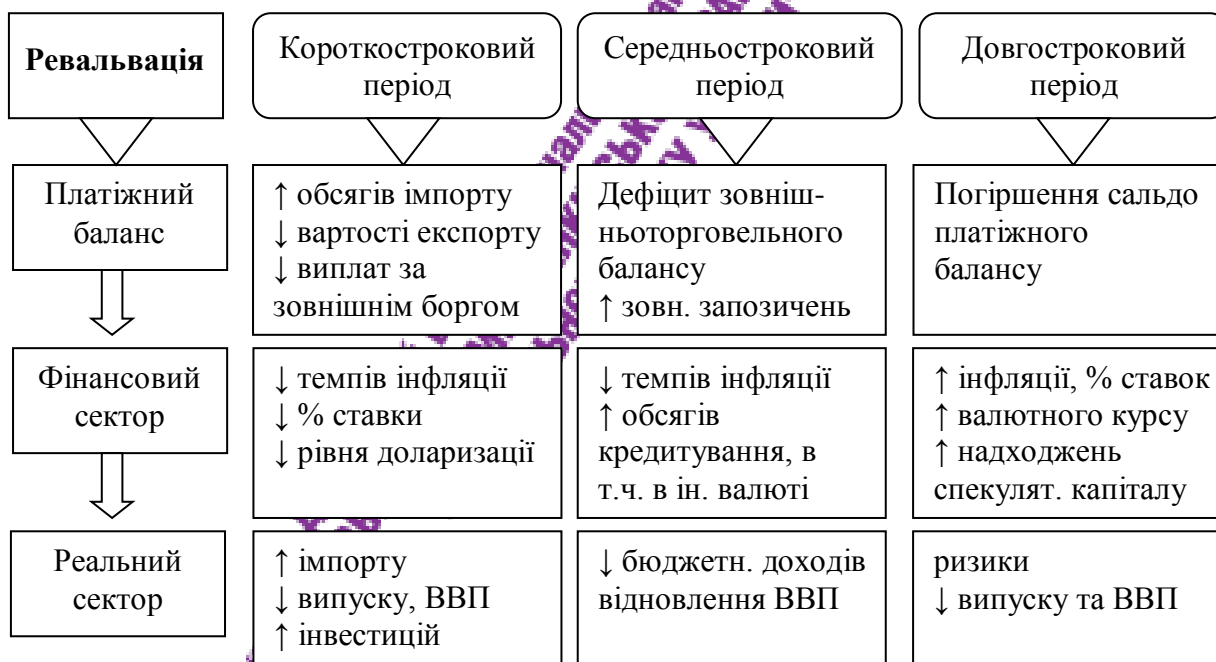 Ревальвація
Короткостроковий
період
Середньостроковий
період
Довгостроковий
період
Платіжний
баланс
↑ обсягів імпорту
↓ вартості експорту
↓ виплат за
зовнішнім боргом
Дефіцит зовніш-
ньоторговельного
балансу
↑ зовн. запозичень
Погіршення сальдо
платіжного
балансу
Фінансовий
сектор
↓ темпів інфляції
↓ % ставки
↓ рівня доларизації
↓ темпів інфляції
↑ обсягів
кредитування, в
т.ч. в ін. валюті
↑ інфляції, % ставок
↑ валютного курсу
↑ надходжень
спекулят. капіталу
Реальний
сектор
↑ імпорту
↓ випуску, ВВП
↑ інвестицій
↓ бюджетн. доходів
відновлення ВВП
ризики
↓ випуску та ВВП